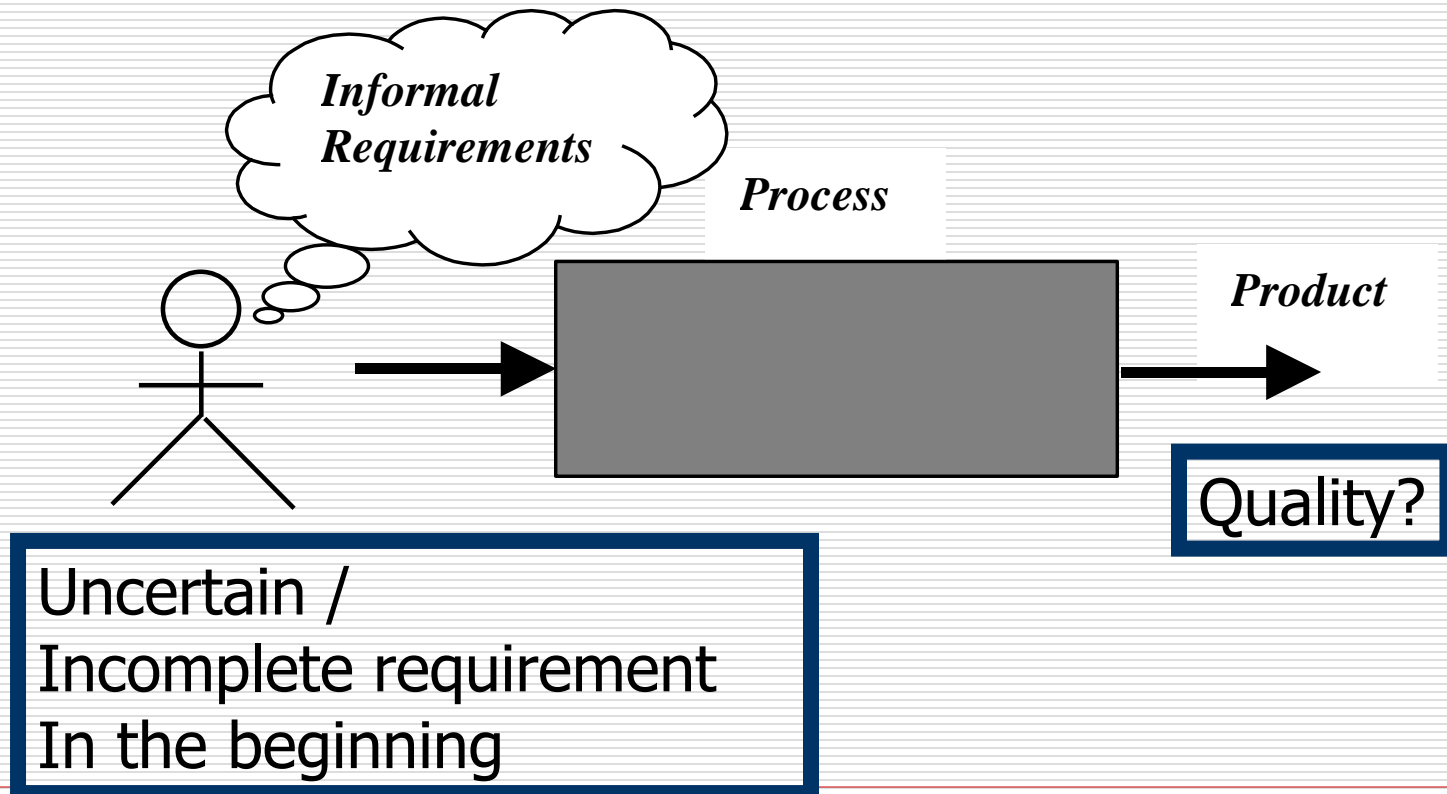 Informal
Requirements
Process
Product
Quality?
Uncertain /
Incomplete requirement
In the beginning